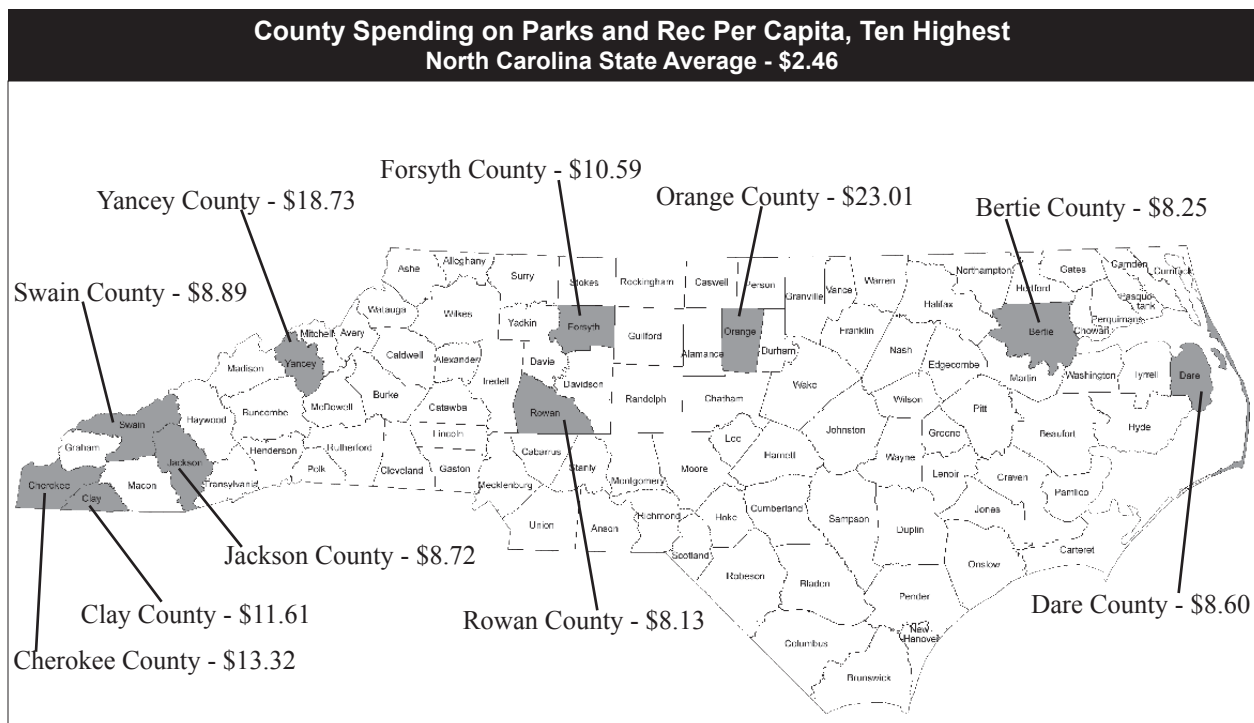 County Spending on Parks and Rec Per Capita, Ten Highest
North Carolina State Average - $2.46
Forsyth County - $10.59
Yancey County - $18.73
Orange County - $23.01
Bertie County - $8.25
Swain County - $8.89
Jackson County - $8.72
Clay County - $11.61
Rowan County - $8.13
Dare County - $8.60
Cherokee County - $13.32
Ashe
Alleghany
Surry
Stokes
Rockingham
Caswell
Person
Granville
Vance
Warren
Northampton
Hertford
Gates
Camden
Currituck
Pasquo-
tank
Perquimans
Chowan
Halifax
Bertie
Watauga
Wilkes
Yadkin
Forsyth
Guilford
Alamance
Orange
Durham
Franklin
Nash
Edgecombe
Martin
Washington
Tyrrell
Dare
Mitchell
Avery
Yancey
Madison
Caldwell
Alexander
Iredell
Davie
Davidson
Randolph
Chatham
Wake
Wilson
Pitt
Beaufort
Hyde
Swain
Haywood
Buncombe
McDowell
Burke
Catawba
Rowan
Lincoln
Lee
Johnston
Greene
Wayne
Graham
Jackson
Henderson
Rutherford
Polk
Cleveland
Gaston
Cabarrus
Stanly
Montgomery
Moore
Harnett
Lenoir
Craven
Pamlico
Cherokee
Clay
Macon
Transylvania
Mecklenburg
Union
Anson
Richmond
Scotland
Hoke
Cumberland
Sampson
Duplin
Jones
Onslow
Carteret
Robeson
Bladen
Pender
New
Hanover
Columbus
Brunswick